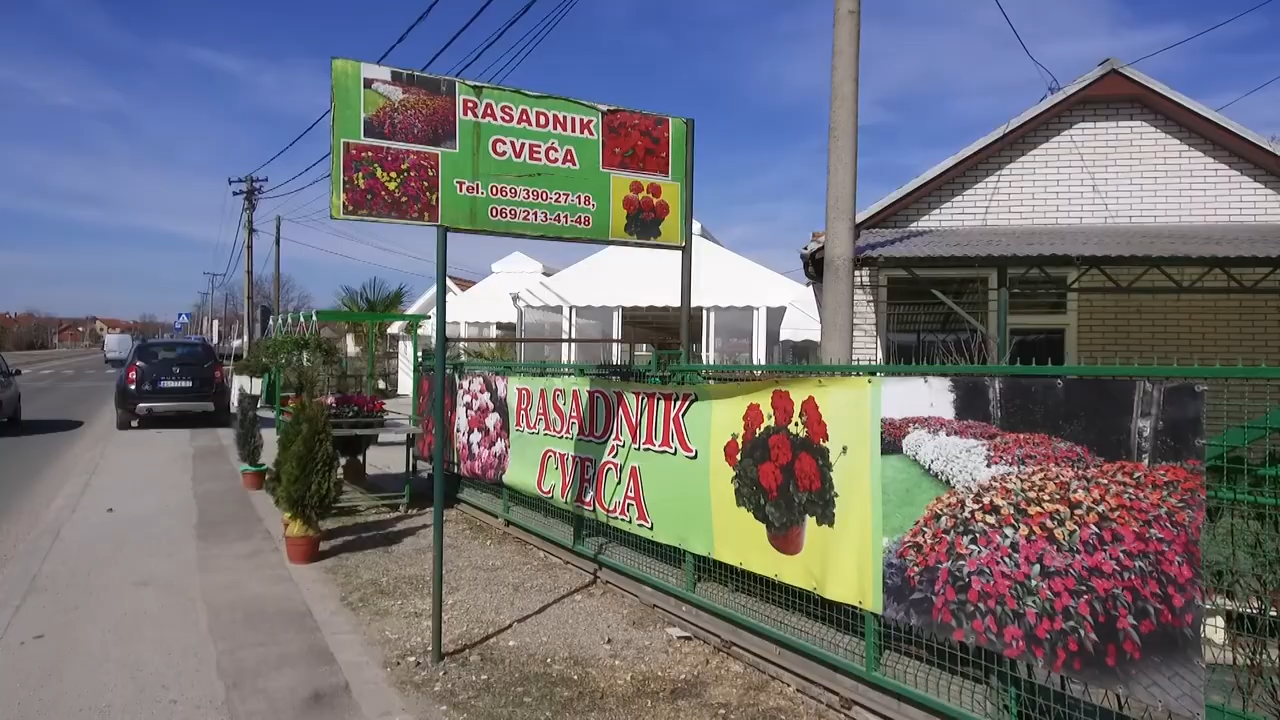 RASADNIK
CVEĆA
Tel. 069/390-27-18,
069/213-41-48
RASADNIK
CVEĆA